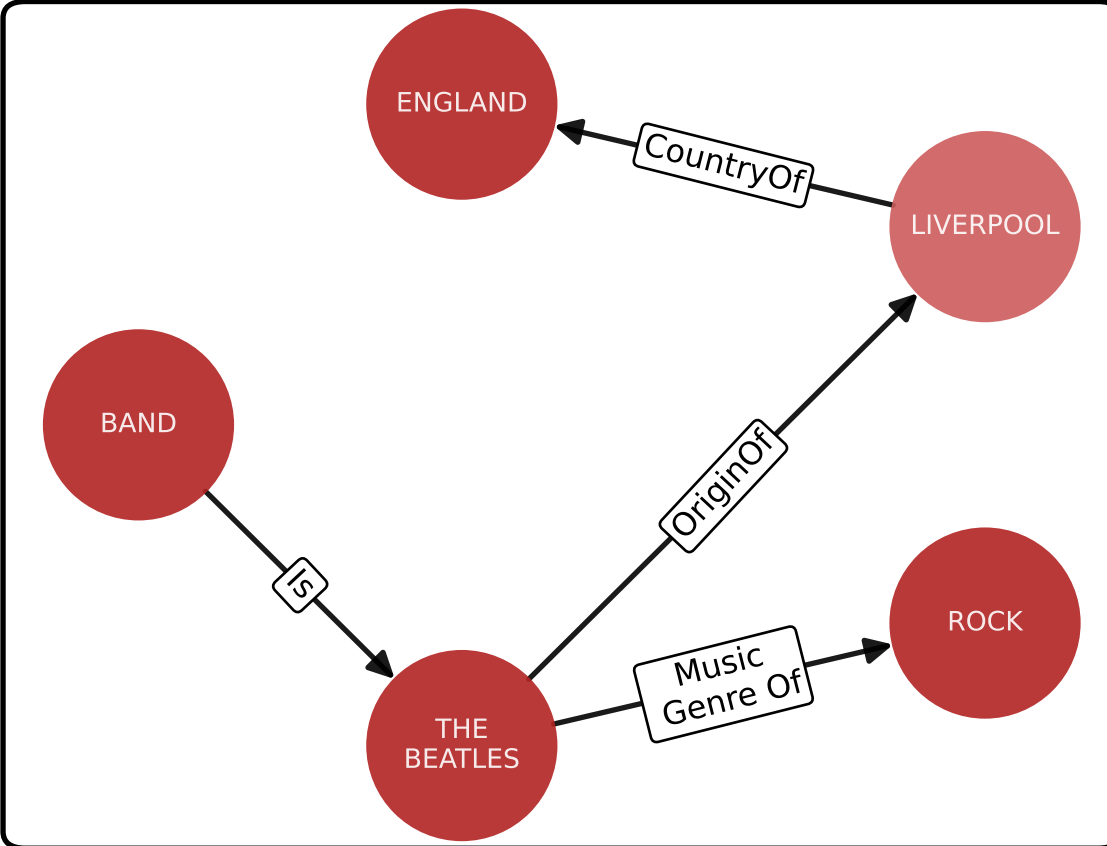 ENGLAND
CountryOf
LIVERPOOL
BAND
OriginOf
Is
ROCK
Music
Genre Of
THE
BEATLES